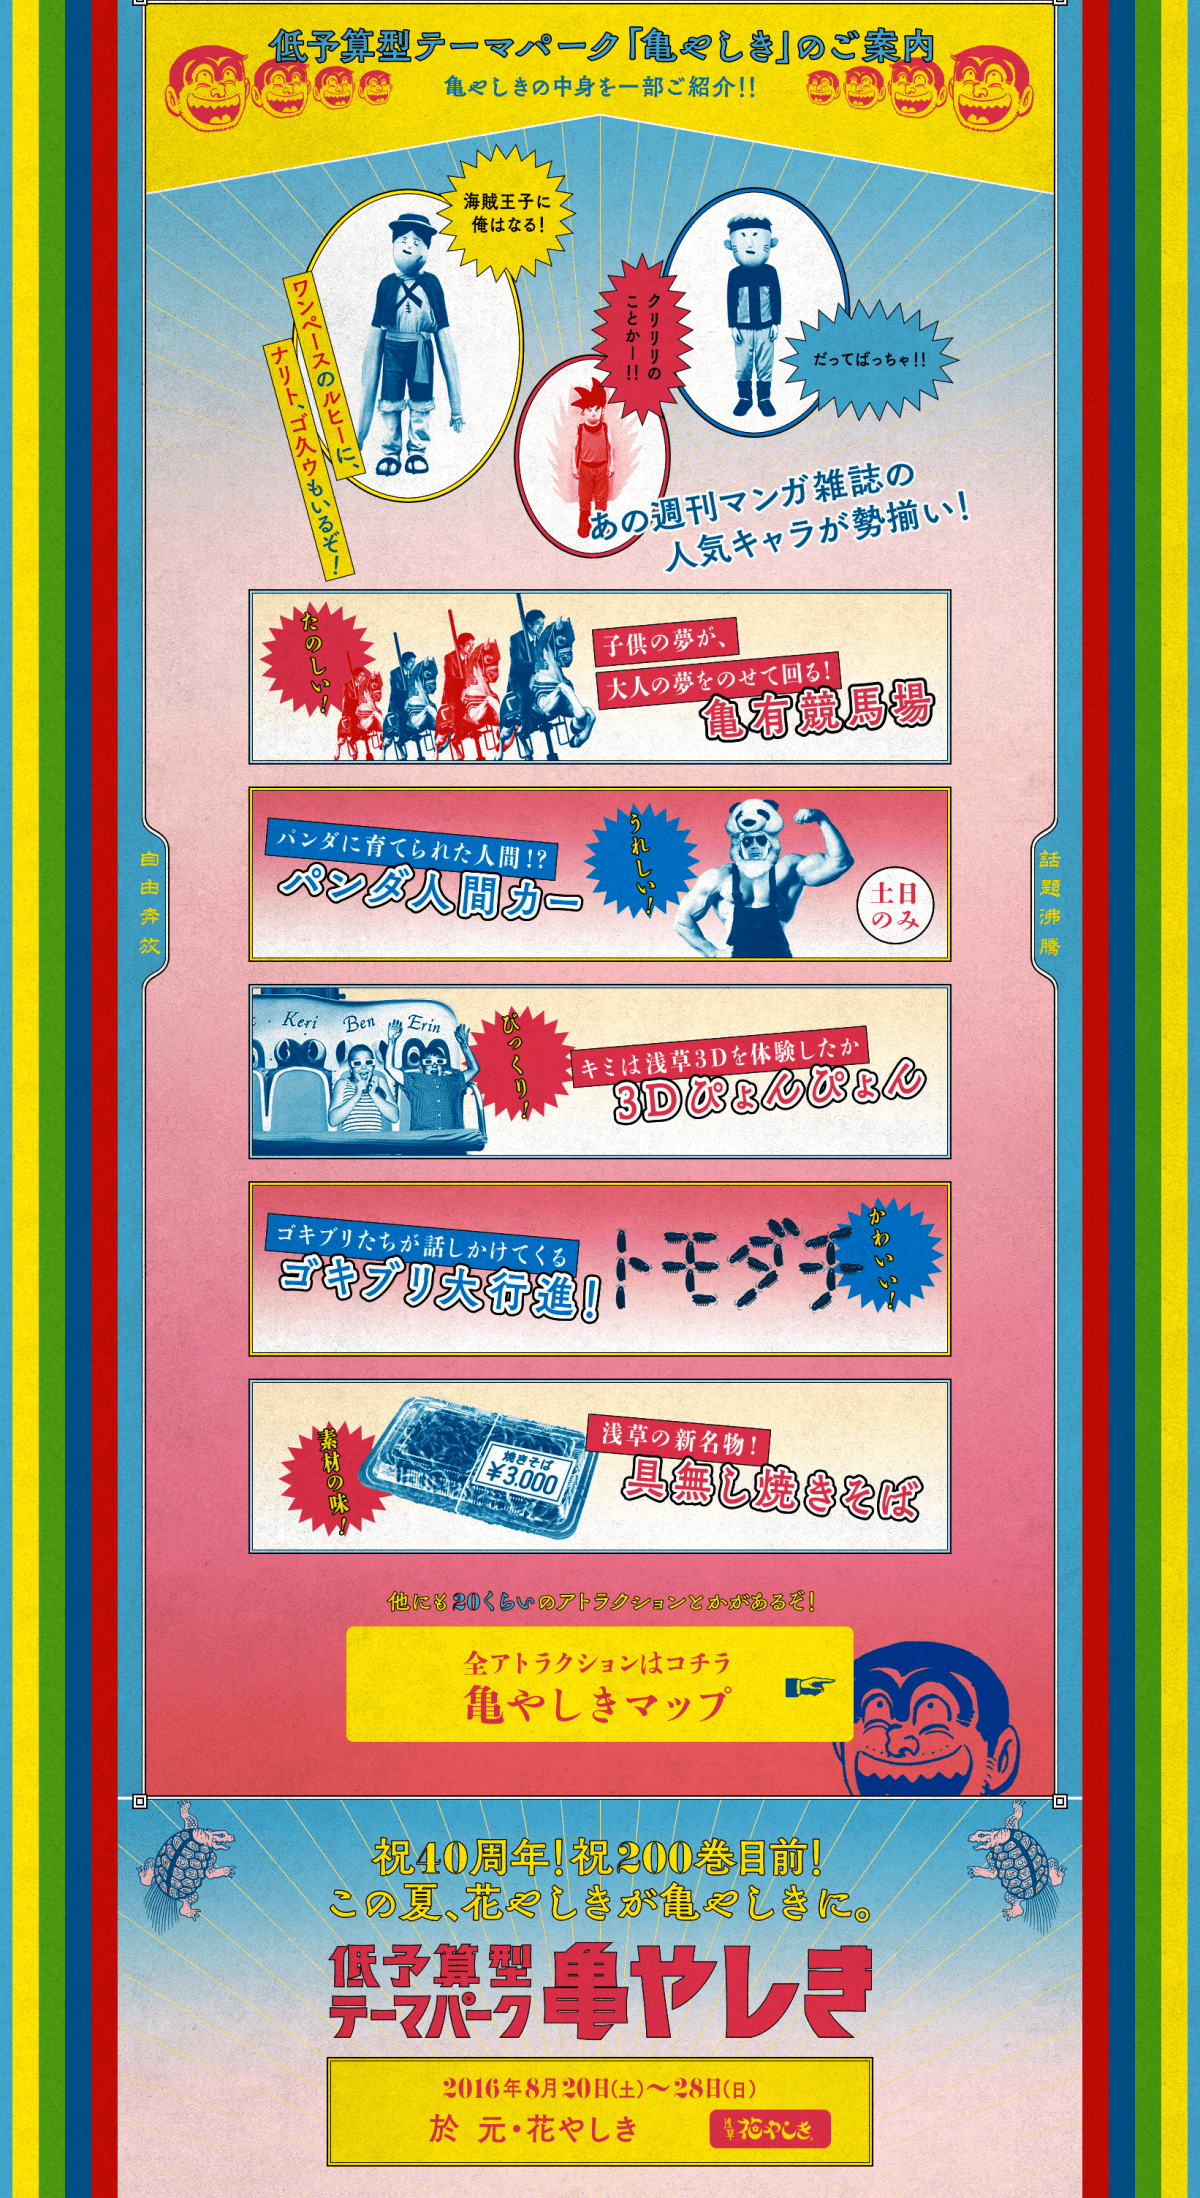 低予算型テーマパーク「亀やしき」のご案内
亀やしきの中身を一部ご紹介!!
海賊王子に
俺はなる!
ワンペースのルヒーに、
ナリト、ゴ久ウもいるぞ!
クリリリの
ことかー!!
だってばっちゃ!!
あの週刊マンガ雑誌の
人気キャラが勢揃い!
たのしい!
子供の夢が、
大人の夢をのせて回る!
亀有競馬場
パンダに育てられた人間!?
パンダ人間カー
うれしい!
土日
のみ
自由奔放
話題沸騰
Keri
Ben
Erin
びっくり!
キミは浅草3Dを体験したか
3Dぴょんぴょん
ゴキブリたちが話しかけてくる
ゴキブリ大行進!
トモダチ
かわいい!
素材の味!
焼きそば
¥3,000
浅草の新名物!
具無し焼きそば
他にも20くらいのアトラクションとかがあるぞ!
全アトラクションはコチラ
亀やしきマップ
祝40周年!祝200巻目前!
この夏、花やしきが亀やしきに。
低予算型
テーマパーク
亀やしき
2016年8月20日(土)〜28日(日)
於 元・花やしき
浅草花やしき